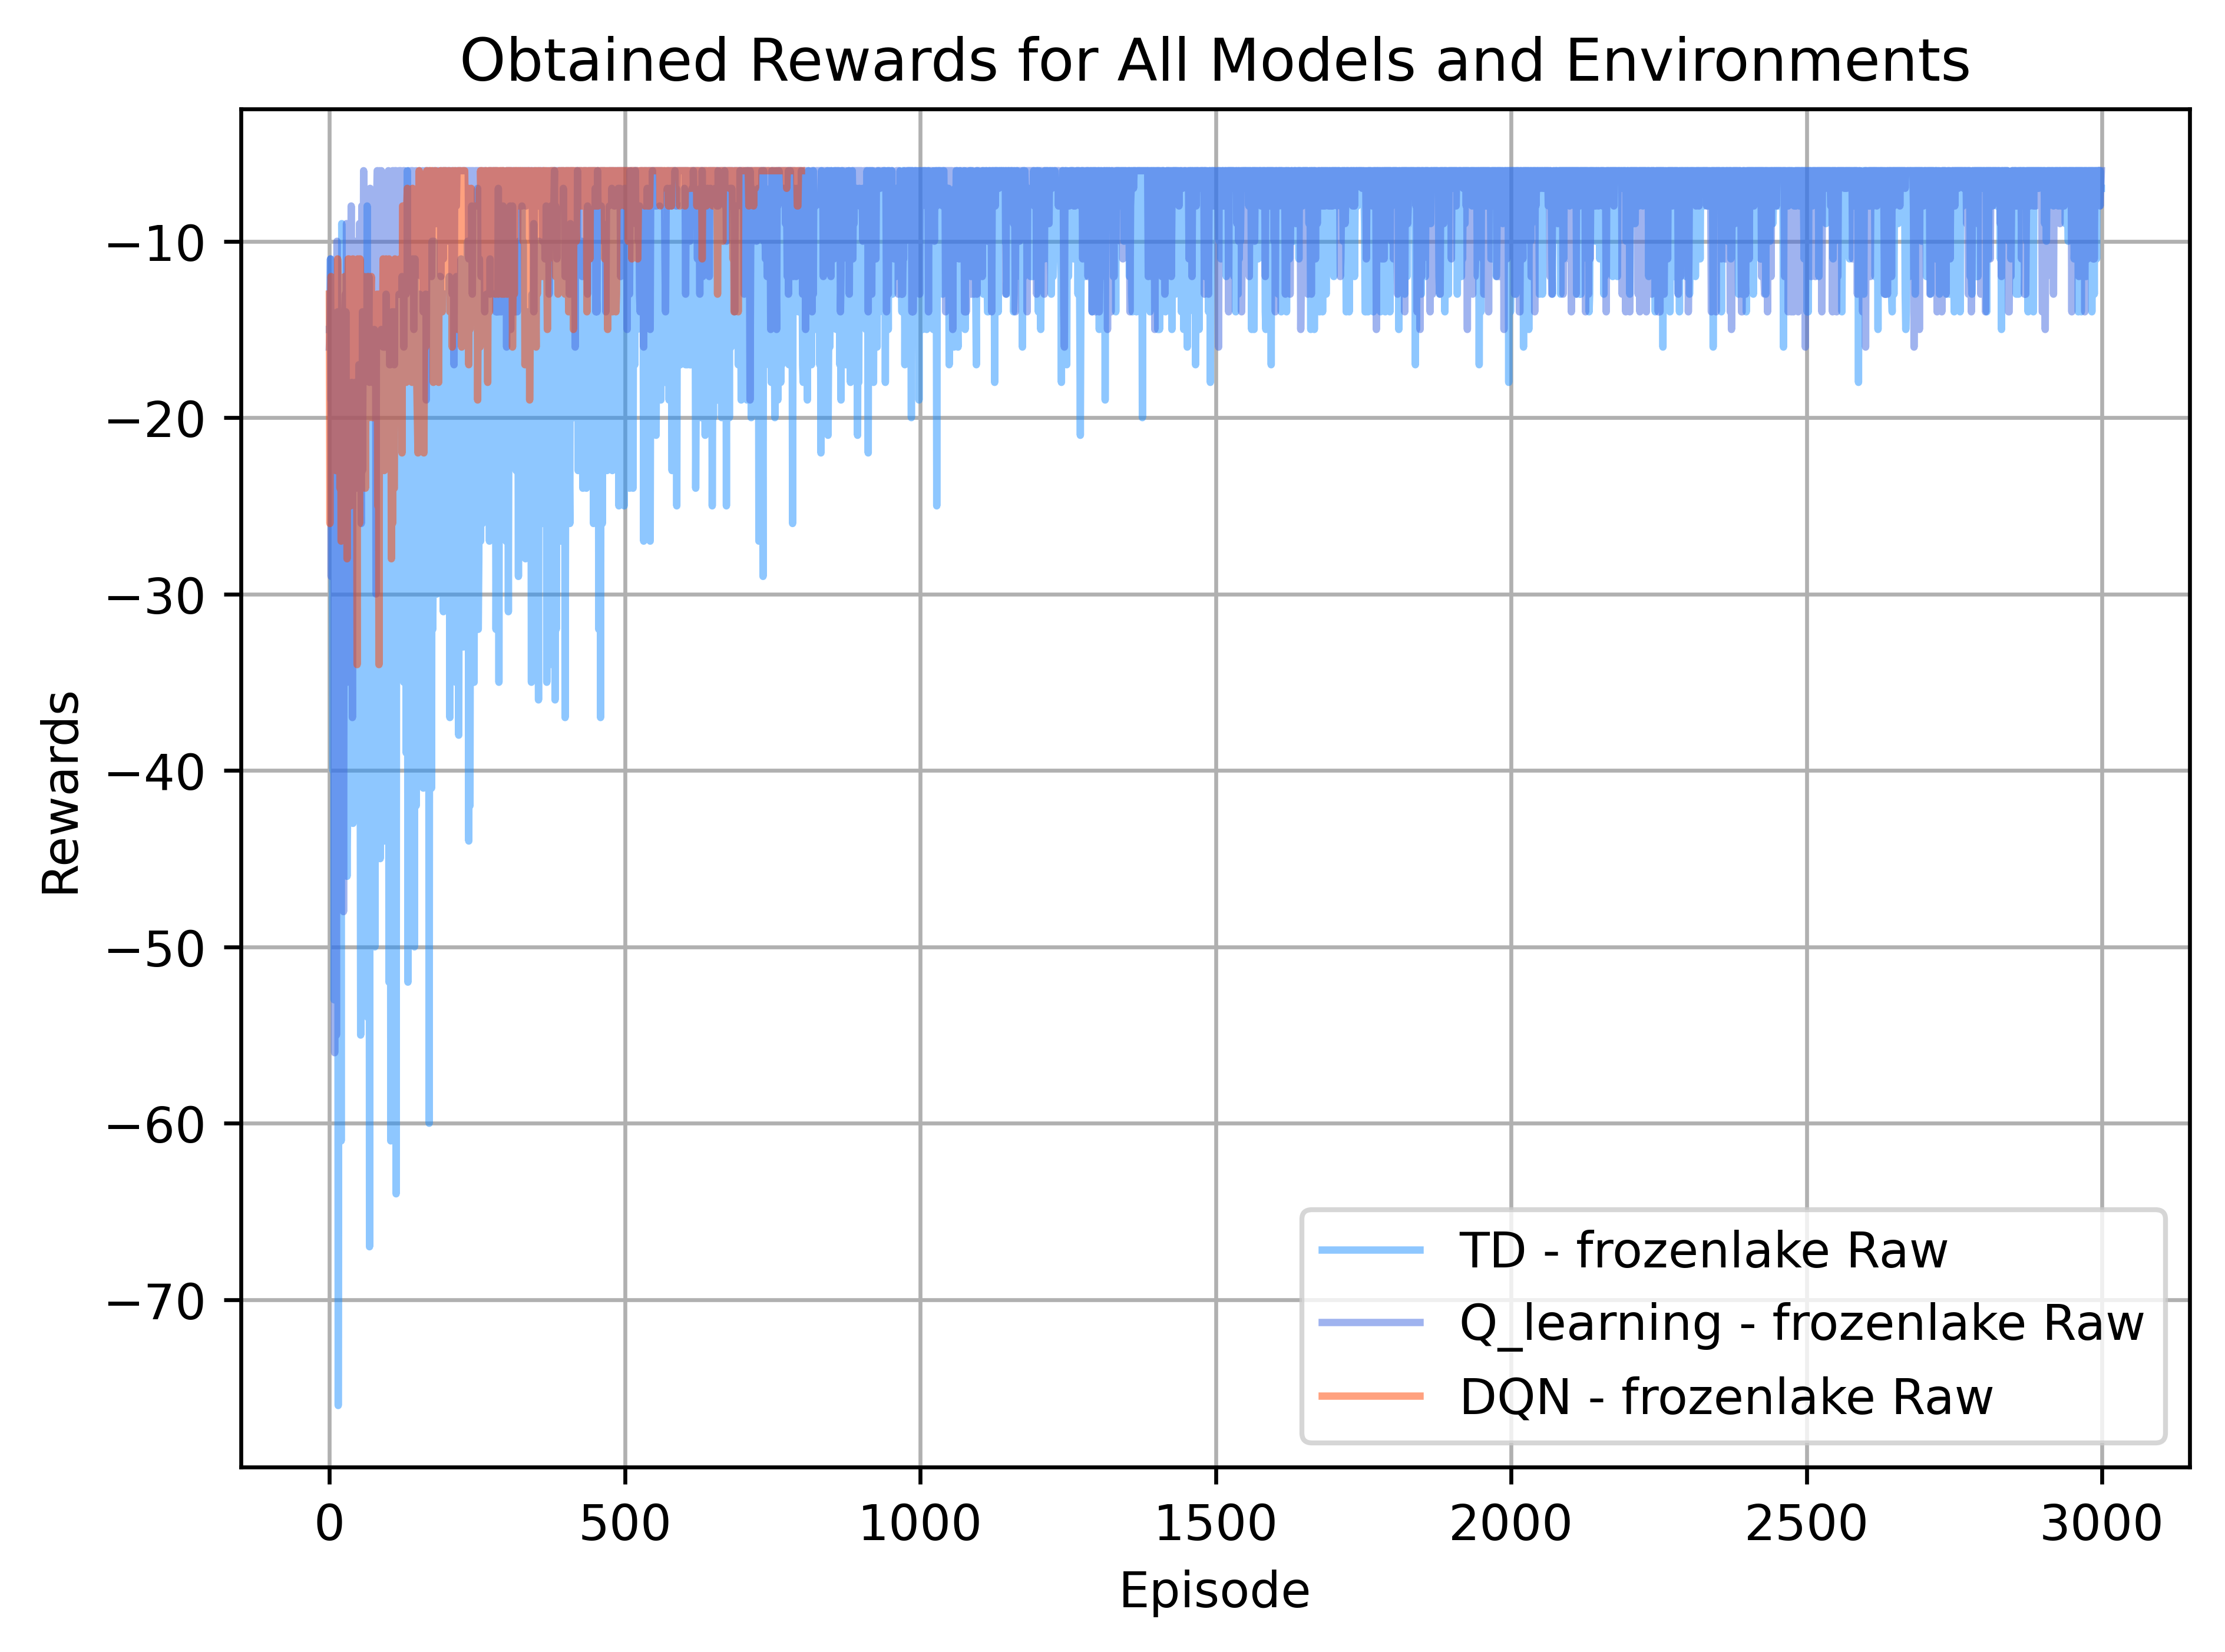 Obtained Rewards for All Models and Environments
−10
−20
−30
−40
−50
−60
−70
Rewards
TD - frozenlake Raw
Q_learning - frozenlake Raw
DQN - frozenlake Raw
0 500 1000 1500 2000 2500 3000
Episode